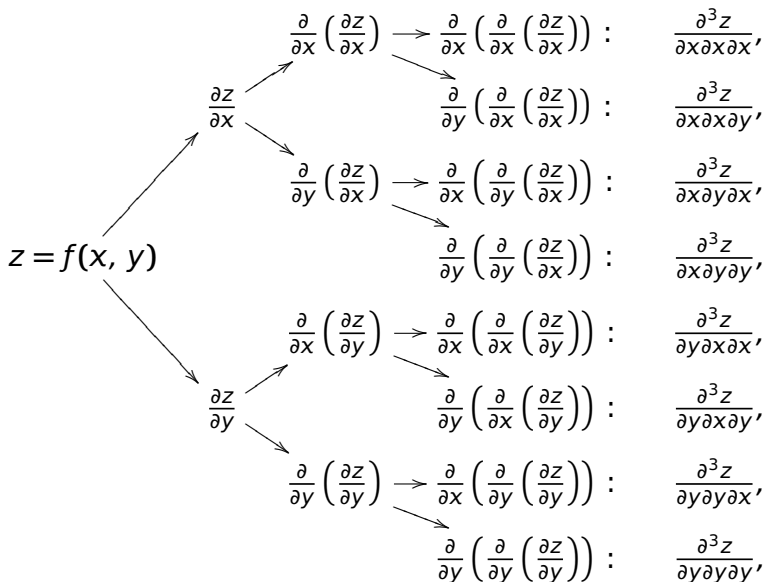 ∂/∂x (∂z/∂x) → ∂/∂x (∂/∂x (∂z/∂x)) : ∂³z/∂x∂x∂x,
∂z/∂x
∂/∂y (∂/∂x (∂z/∂x)) : ∂³z/∂x∂x∂y,
∂/∂y (∂z/∂x) → ∂/∂x (∂/∂y (∂z/∂x)) : ∂³z/∂x∂y∂x,
z = f(x, y)
∂/∂y (∂/∂y (∂z/∂x)) : ∂³z/∂x∂y∂y,
∂/∂x (∂z/∂y) → ∂/∂x (∂/∂x (∂z/∂y)) : ∂³z/∂y∂x∂x,
∂z/∂y
∂/∂y (∂/∂x (∂z/∂y)) : ∂³z/∂y∂x∂y,
∂/∂y (∂z/∂y) → ∂/∂x (∂/∂y (∂z/∂y)) : ∂³z/∂y∂y∂x,
∂/∂y (∂/∂y (∂z/∂y)) : ∂³z/∂y∂y∂y,